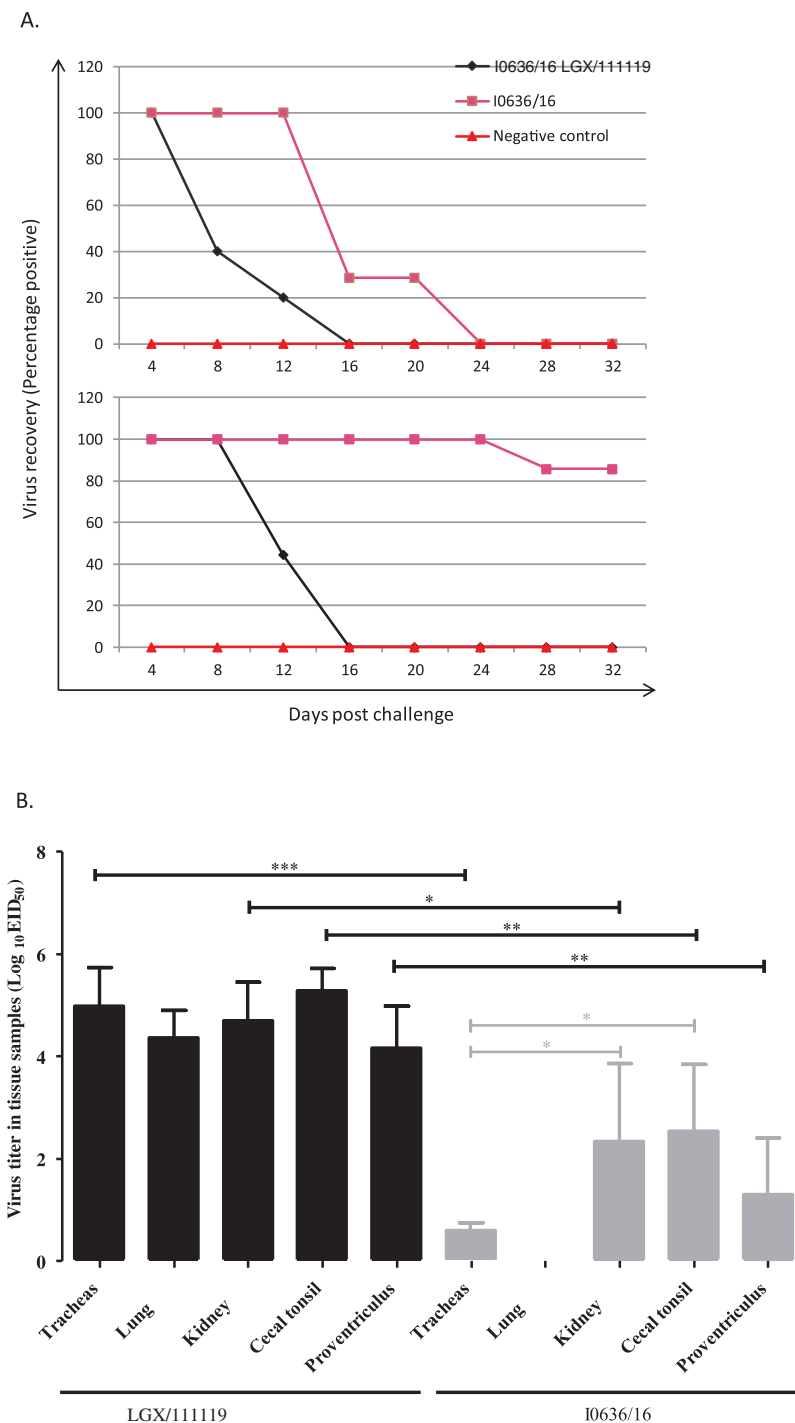 A.
120
100
80
60
40
20
0
4 8 12 16 20 24 28 32
I0636/16 LGX/111119
I0636/16
Negative control
120
100
80
60
40
20
0
4 8 12 16 20 24 28 32
Virus recovery (Percentage positive)
Days post challenge
B.
Virus titer in tissue samples (Log 10EID50)
8
6
4
2
0
***
*
**
**
*
*
Tracheas
Lung
Kidney
Cecal tonsil
Proventriculus
Tracheas
Lung
Kidney
Cecal tonsil
Proventriculus
LGX/111119
I0636/16